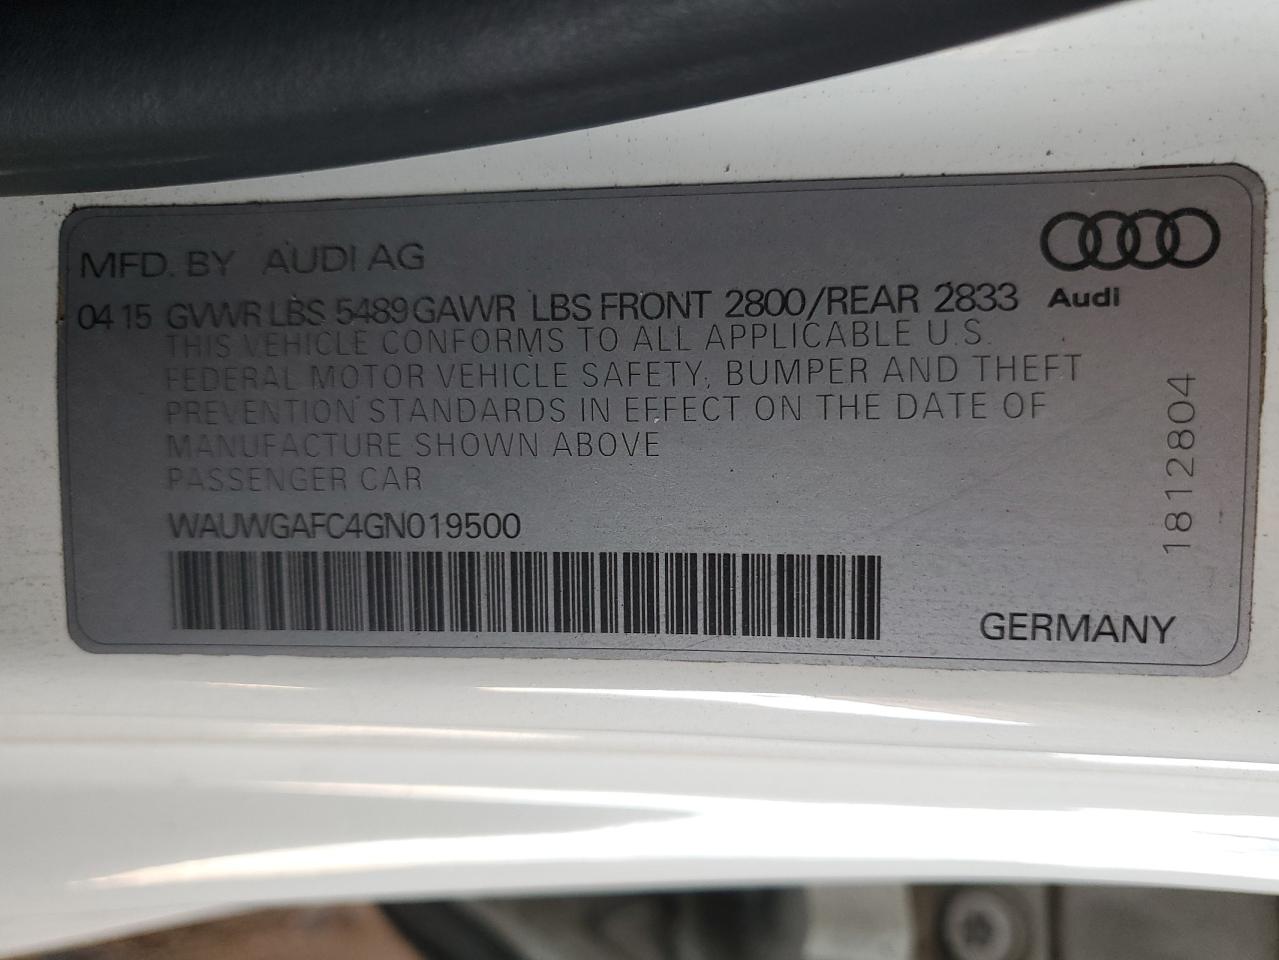 MFD. BY AUDI AG
04 15 GVWR LBS 5489 GAWR LBS FRONT 2800/REAR 2833
Audi
THIS VEHICLE CONFORMS TO ALL APPLICABLE U.S.
FEDERAL MOTOR VEHICLE SAFETY, BUMPER AND THEFT
PREVENTION STANDARDS IN EFFECT ON THE DATE OF
MANUFACTURE SHOWN ABOVE
PASSENGER CAR
WAUWGAFC4GN019500
1812804
GERMANY